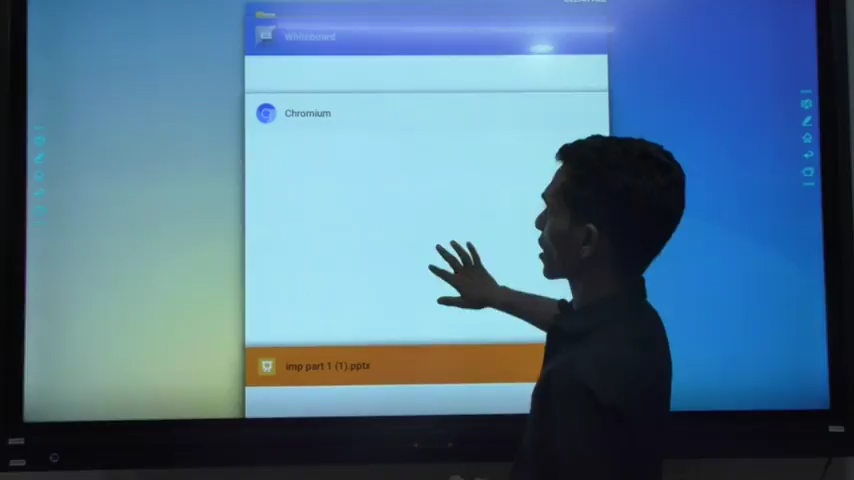 Whiteboard
Chromium
imp part 1 (1).pptx